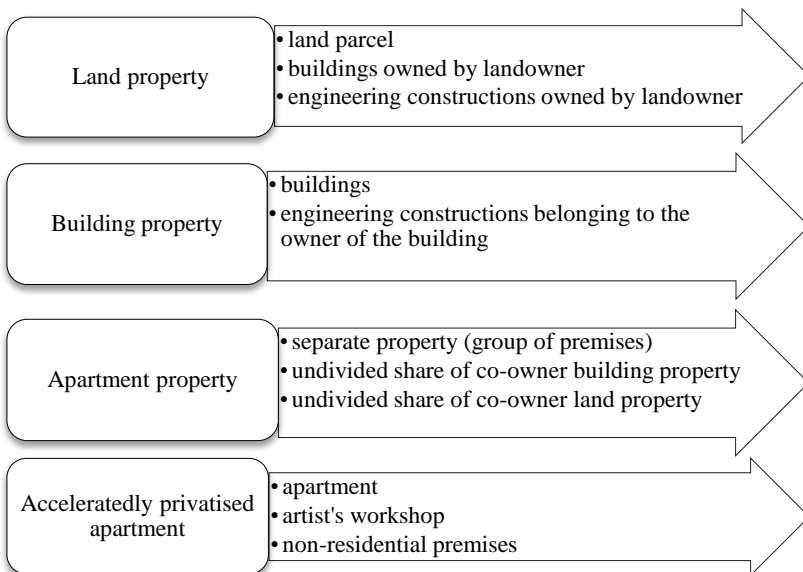 Land property
• land parcel
• buildings owned by landowner
• engineering constructions owned by landowner
Building property
• buildings
• engineering constructions belonging to the
owner of the building
Apartment property
• separate property (group of premises)
• undivided share of co-owner building property
• undivided share of co-owner land property
Acceleratedly privatised
apartment
• apartment
• artist's workshop
• non-residential premises